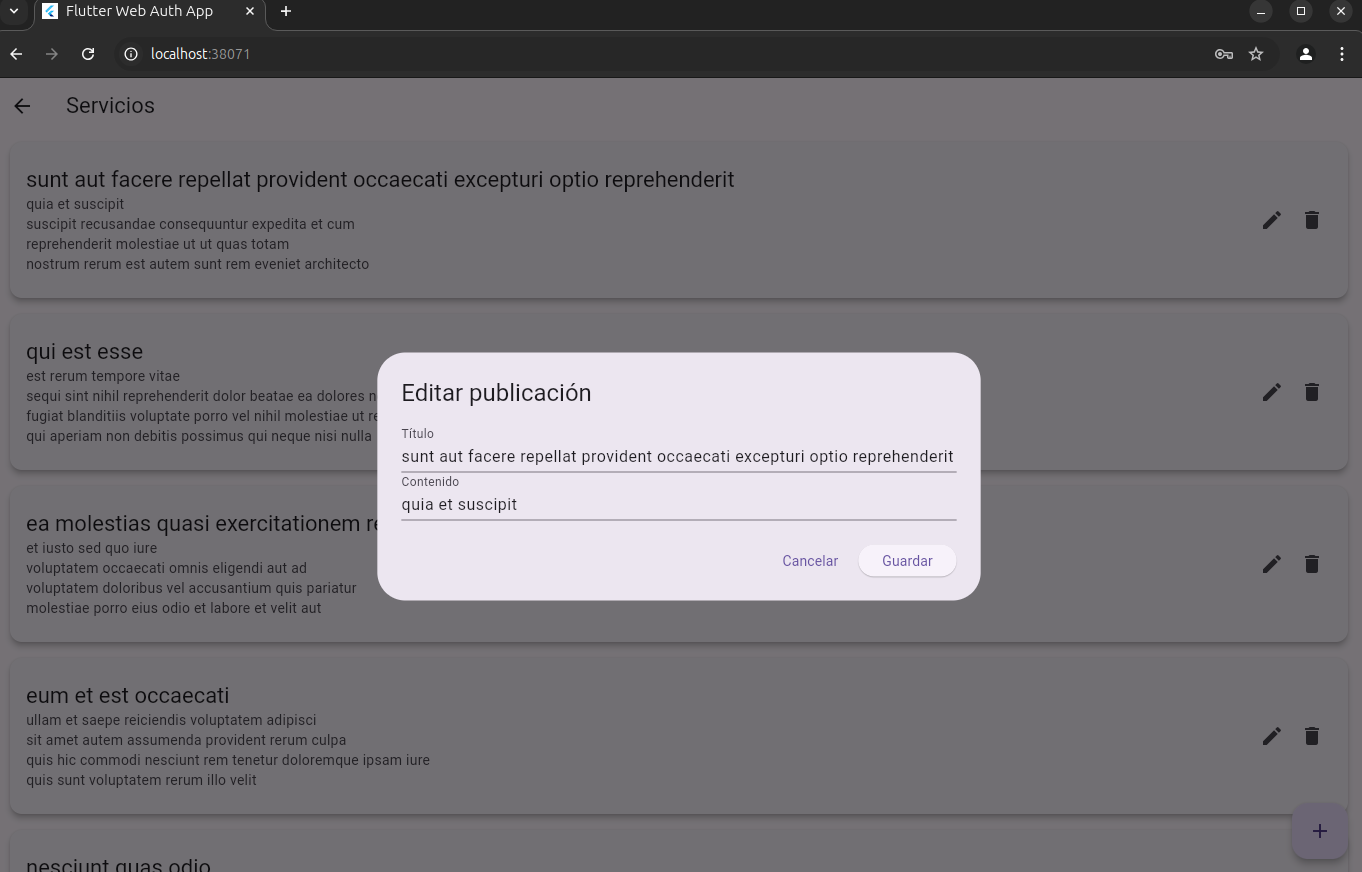 Flutter Web Auth App
localhost:38071
Servicios
sunt aut facere repellat provident occaecati excepturi optio reprehenderit
quia et suscipit
suscipit recusandae consequuntur expedita et cum
reprehenderit molestiae ut ut quas totam
nostrum rerum est autem sunt rem eveniet architecto
qui est esse
est rerum tempore vitae
sequi sint nihil reprehenderit dolor beatae ea dolores
fugiat blanditiis voluptate porro vel nihil molestiae ut
qui aperiam non debitis possimus qui neque nisi nulla
Editar publicación
Título
sunt aut facere repellat provident occaecati excepturi optio reprehenderit
Contenido
quia et suscipit
Cancelar
Guardar
ea molestias quasi exercitationem
et iusto sed quo iure
voluptatem occaecati omnis eligendi aut ad
voluptatem doloribus vel accusantium quis pariatur
molestiae porro eius odio et labore et velit aut
eum et est occaecati
ullam et saepe reiciendis voluptatem adipisci
sit amet autem assumenda provident rerum culpa
quis hic commodi nesciunt rem tenetur doloremque ipsam iure
quis sunt voluptatem rerum illo velit
nesciunt quas odio